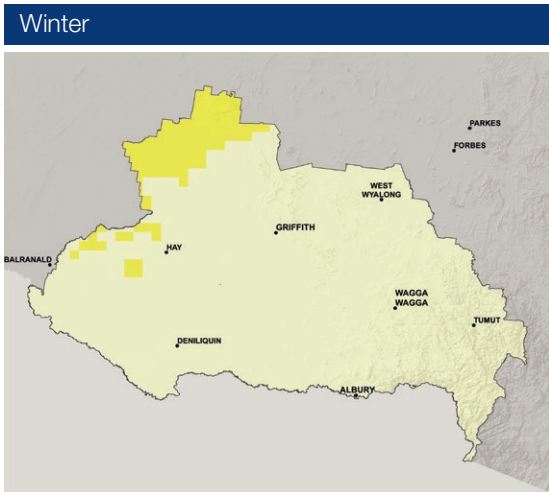 Winter
PARKES
FORBES
WEST
WYALONG
GRIFFITH
HAY
BALRANALD
WAGGA
WAGGA
TUMUT
DENILIQUIN
ALBURY